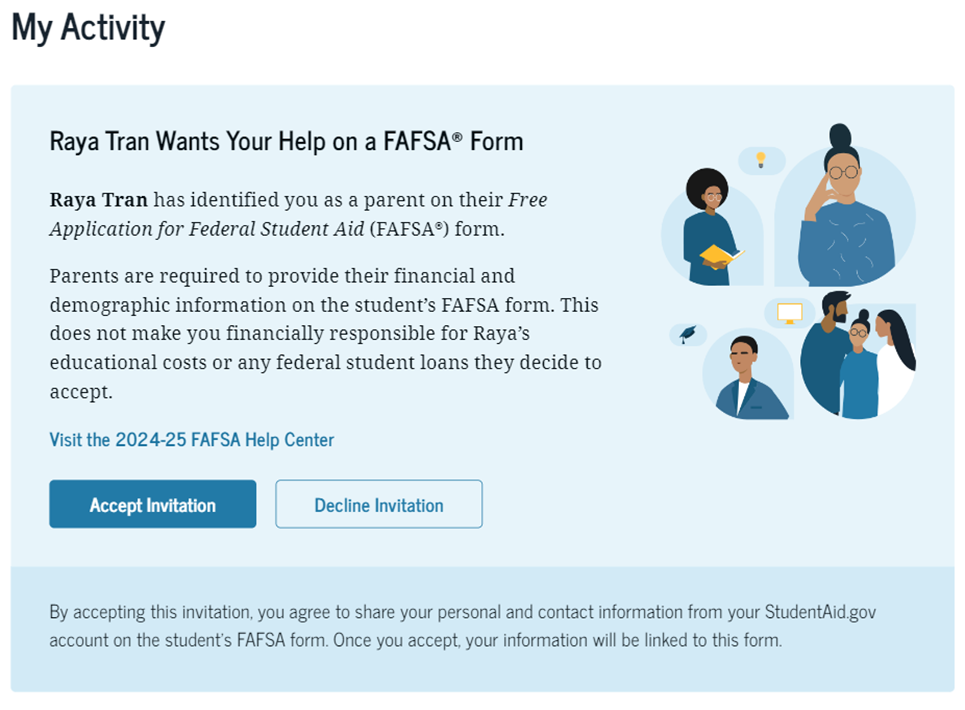 My Activity
Raya Tran Wants Your Help on a FAFSA® Form
Raya Tran has identified you as a parent on their Free
Application for Federal Student Aid (FAFSA®) form.
Parents are required to provide their financial and
demographic information on the student’s FAFSA form. This
does not make you financially responsible for Raya’s
educational costs or any federal student loans they decide to
accept.
Visit the 2024-25 FAFSA Help Center
Accept Invitation
Decline Invitation
By accepting this invitation, you agree to share your personal and contact information from your StudentAid.gov
account on the student's FAFSA form. Once you accept, your information will be linked to this form.